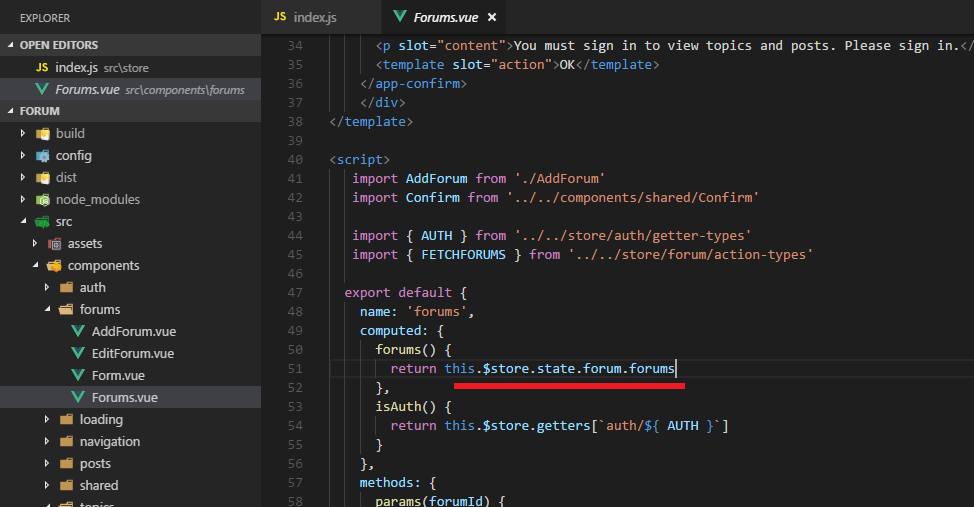 EXPLORER
OPEN EDITORS
JS index.js src\store
Forums.vue src\components\forums
FORUM
build
config
dist
node_modules
src
assets
components
auth
forums
AddForum.vue
EditForum.vue
Form.vue
Forums.vue
loading
navigation
posts
shared
topics
JS index.js
Forums.vue ×
34 <p slot="content">You must sign in to view topics and posts. Please sign in.</
35 <template slot="action">OK</template>
36 </app-confirm>
37 </div>
38 </template>
39
40 <script>
41 import AddForum from './AddForum'
42 import Confirm from '../../components/shared/Confirm'
43
44 import { AUTH } from '../../store/auth/getter-types'
45 import { FETCHFORUMS } from '../../store/forum/action-types'
46
47 export default {
48 name: 'forums',
49 computed: {
50 forums() {
51 return this.$store.state.forum.forums
52 },
53 isAuth() {
54 return this.$store.getters[`auth/${ AUTH }`]
55 }
56 },
57 methods: {
58 params(forumId) {